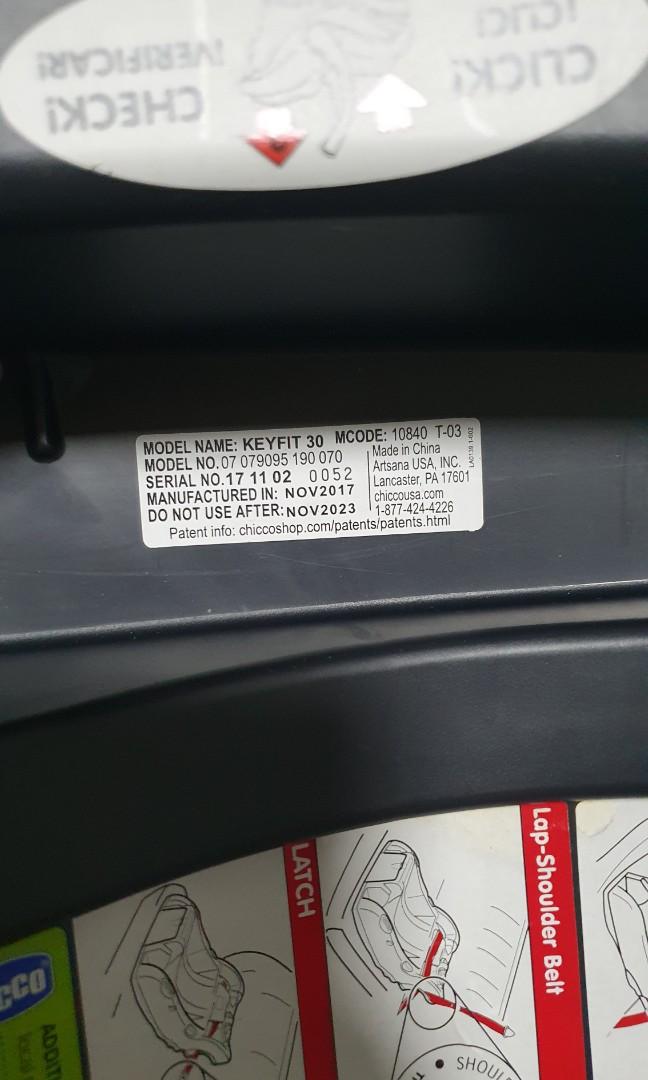 ¡CLIC!
CLICK!
¡VERIFICAR!
CHECK!
MODEL NAME: KEYFIT 30 MCODE: 10840 T-03
MODEL NO.07 079095 190 070
SERIAL NO.17 11 02 0052
MANUFACTURED IN: NOV2017
DO NOT USE AFTER:NOV2023
Made in China
Artsana USA, INC.
Lancaster, PA 17601
chiccousa.com
1-877-424-4226
Patent info: chiccoshop.com/patents/patents.html
LATCH
Lap-Shoulder Belt
CCO
ADDITI
SHOUL